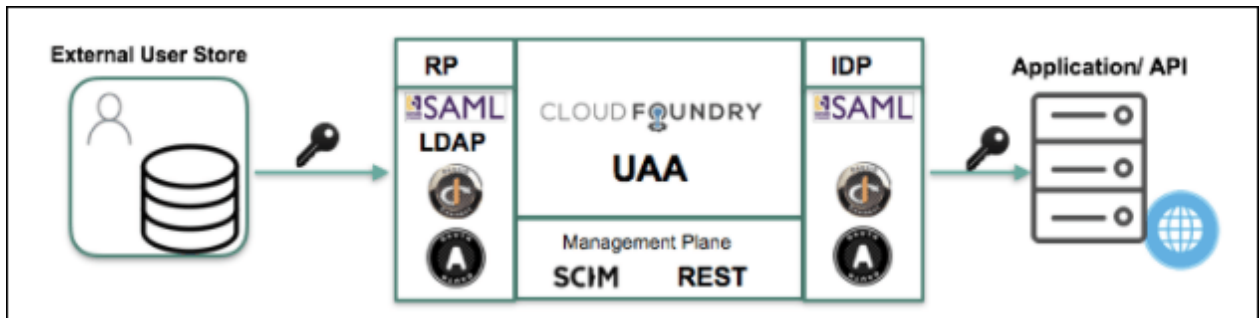 External User Store
RP
SAML
LDAP
CLOUD FOUNDRY
UAA
Management Plane
SCIM REST
IDP
SAML
Application/ API